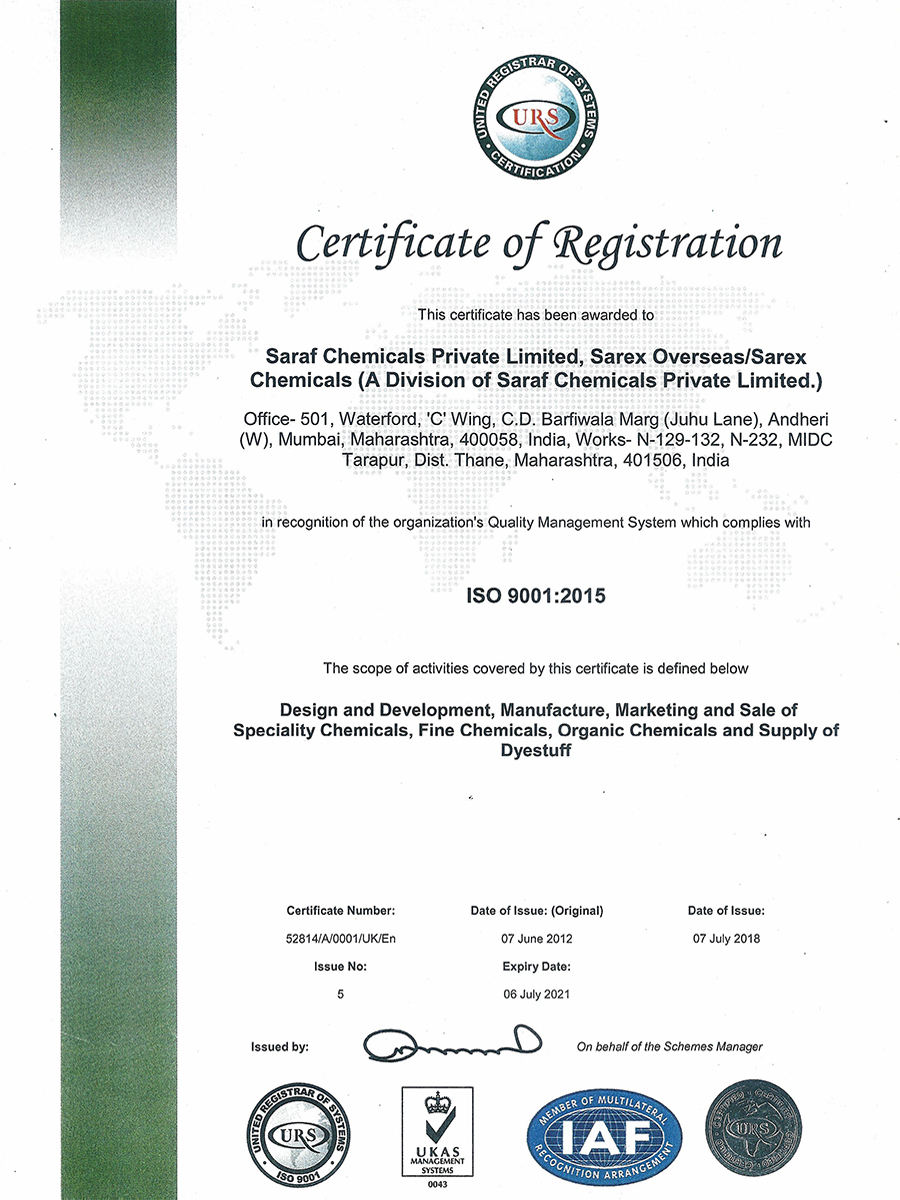 UNITED REGISTRAR OF SYSTEMS
URS
• CERTIFICATION •
Certificate of Registration
This certificate has been awarded to
Saraf Chemicals Private Limited, Sarex Overseas/Sarex
Chemicals (A Division of Saraf Chemicals Private Limited.)
Office- 501, Waterford, 'C' Wing, C.D. Barfiwala Marg (Juhu Lane), Andheri
(W), Mumbai, Maharashtra, 400058, India, Works- N-129-132, N-232, MIDC
Tarapur, Dist. Thane, Maharashtra, 401506, India
in recognition of the organization's Quality Management System which complies with
ISO 9001:2015
The scope of activities covered by this certificate is defined below
Design and Development, Manufacture, Marketing and Sale of
Speciality Chemicals, Fine Chemicals, Organic Chemicals and Supply of
Dyestuff
Certificate Number: Date of Issue: (Original) Date of Issue:
52814/A/0001/UK/En 07 June 2012 07 July 2018
Issue No: Expiry Date:
5 06 July 2021
Issued by: On behalf of the Schemes Manager
UNITED REGISTRAR OF SYSTEMS
URS
• ISO 9001 •
UKAS
MANAGEMENT
SYSTEMS
0043
MEMBER OF MULTILATERAL
IAF
RECOGNITION ARRANGEMENT
URS